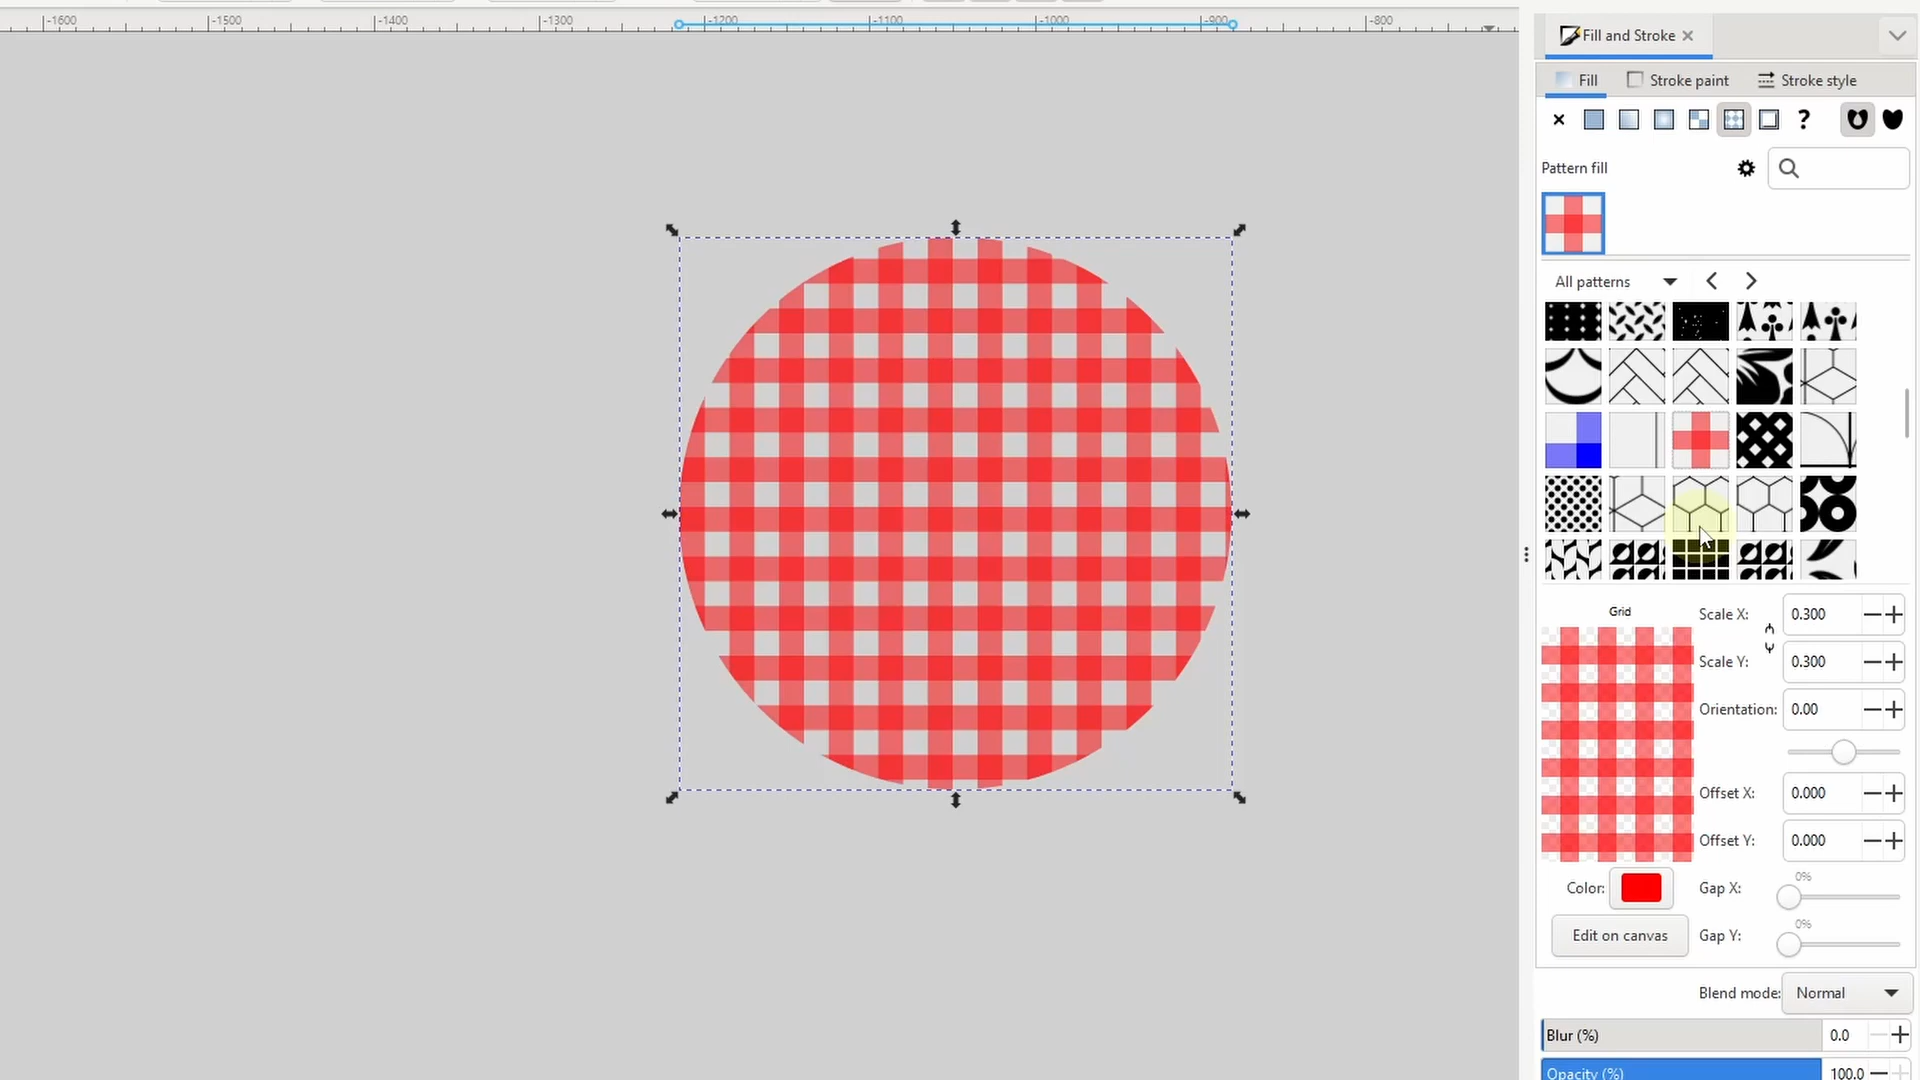 -1600 -1500 -1400 -1300 -1200 -1100 -1000 -900 -800
Fill and Stroke
Fill Stroke paint Stroke style
?
Pattern fill
All patterns
Grid
Scale X: 0.300
Scale Y: 0.300
Orientation: 0.00
Offset X: 0.000
Offset Y: 0.000
0%
Color: Gap X:
0%
Edit on canvas Gap Y:
Blend mode: Normal
Blur (%) 0.0
Opacity (%) 100.0